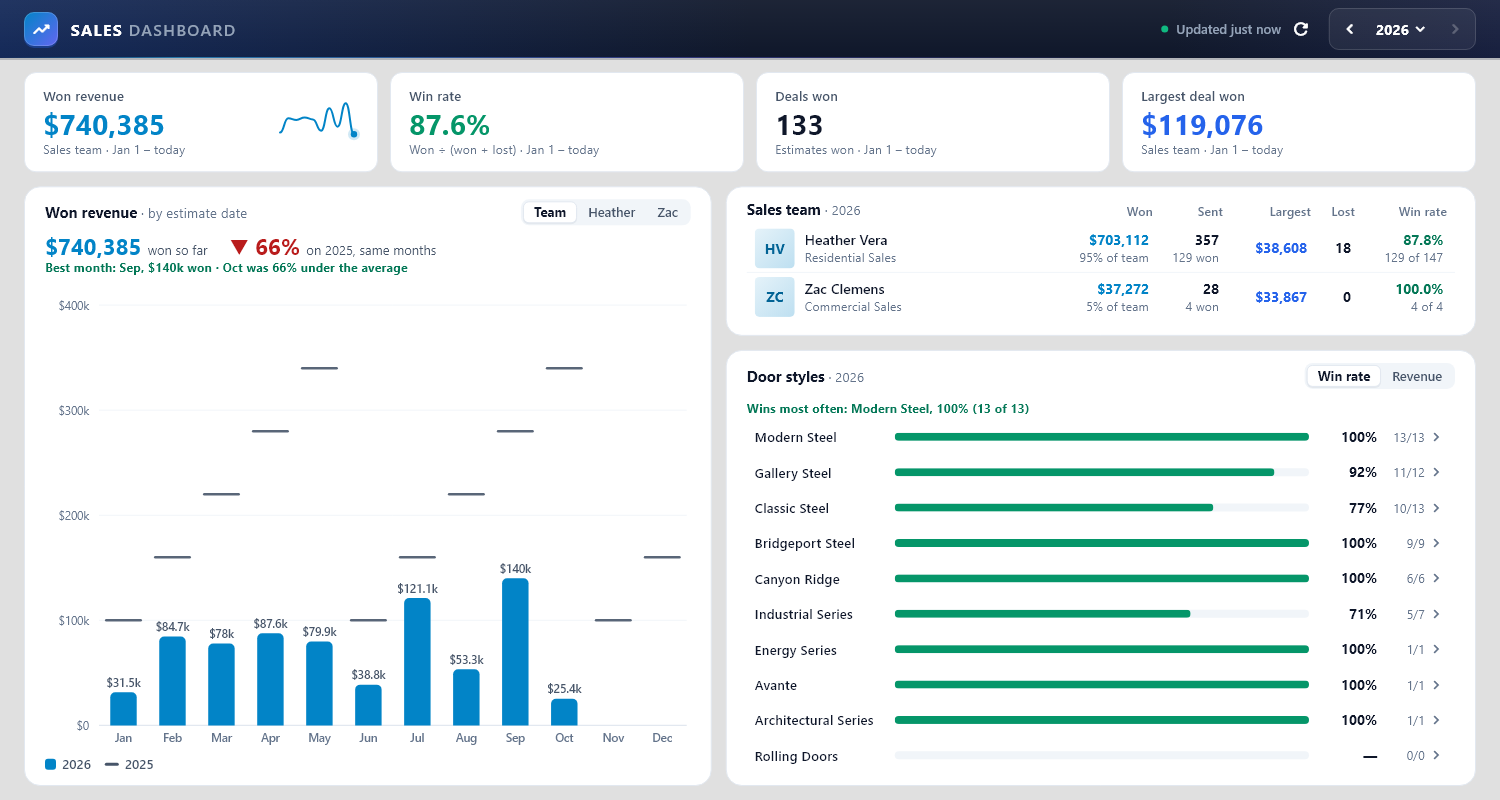 SALES DASHBOARD
Updated just now
2026
Won revenue
$740,385
Sales team · Jan 1 – today
Win rate
87.6%
Won ÷ (won + lost) · Jan 1 – today
Deals won
133
Estimates won · Jan 1 – today
Largest deal won
$119,076
Sales team · Jan 1 – today
Won revenue · by estimate date
Team Heather Zac
$740,385 won so far ▼ 66% on 2025, same months
Best month: Sep, $140k won · Oct was 66% under the average
$400k
$300k
$200k
$100k
$0
$31.5k
$84.7k
$78k
$87.6k
$79.9k
$38.8k
$121.1k
$53.3k
$140k
$25.4k
Jan Feb Mar Apr May Jun Jul Aug Sep Oct Nov Dec
2026 2025
Sales team · 2026 Won Sent Largest Lost Win rate
HV Heather Vera $703,112 357 $38,608 18 87.8%
Residential Sales 95% of team 129 won 129 of 147
ZC Zac Clemens $37,272 28 $33,867 0 100.0%
Commercial Sales 5% of team 4 won 4 of 4
Door styles · 2026
Win rate Revenue
Wins most often: Modern Steel, 100% (13 of 13)
Modern Steel 100% 13/13
Gallery Steel 92% 11/12
Classic Steel 77% 10/13
Bridgeport Steel 100% 9/9
Canyon Ridge 100% 6/6
Industrial Series 71% 5/7
Energy Series 100% 1/1
Avante 100% 1/1
Architectural Series 100% 1/1
Rolling Doors — 0/0